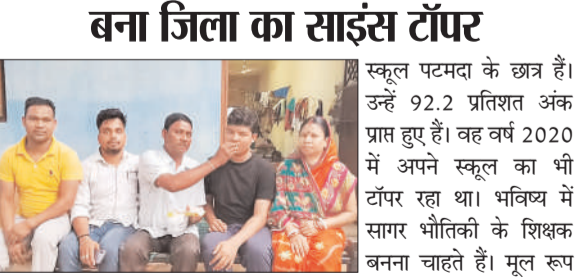 बना जिला का साइंस टॉपर
स्कूल पटमदा के छात्र हैं।
उन्हें 92.2 प्रतिशत अंक
प्राप्त हुए हैं। वह वर्ष 2020
में अपने स्कूल का भी
टॉपर रहा था। भविष्य में
सागर भौतिकी के शिक्षक
बनना चाहते हैं। मूल रूप